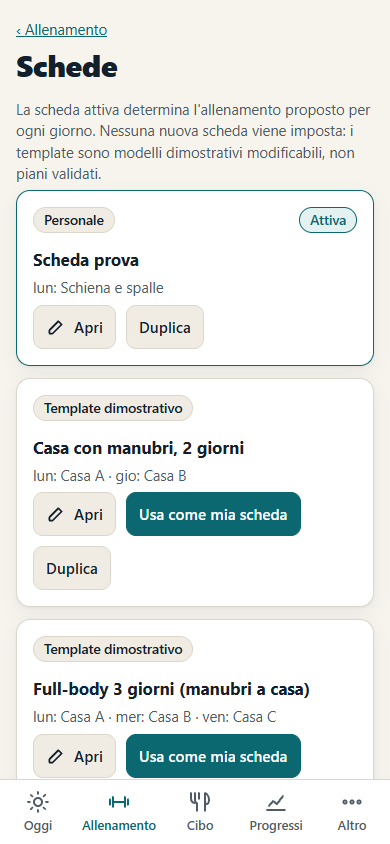 ‹ Allenamento
Schede
La scheda attiva determina l'allenamento proposto per
ogni giorno. Nessuna nuova scheda viene imposta: i
template sono modelli dimostrativi modificabili, non
piani validati.
Personale
Attiva
Scheda prova
lun: Schiena e spalle
Apri
Duplica
Template dimostrativo
Casa con manubri, 2 giorni
lun: Casa A · gio: Casa B
Apri
Usa come mia scheda
Duplica
Template dimostrativo
Full-body 3 giorni (manubri a casa)
lun: Casa A · mer: Casa B · ven: Casa C
Apri
Usa come mia scheda
Oggi
Allenamento
Cibo
Progressi
Altro